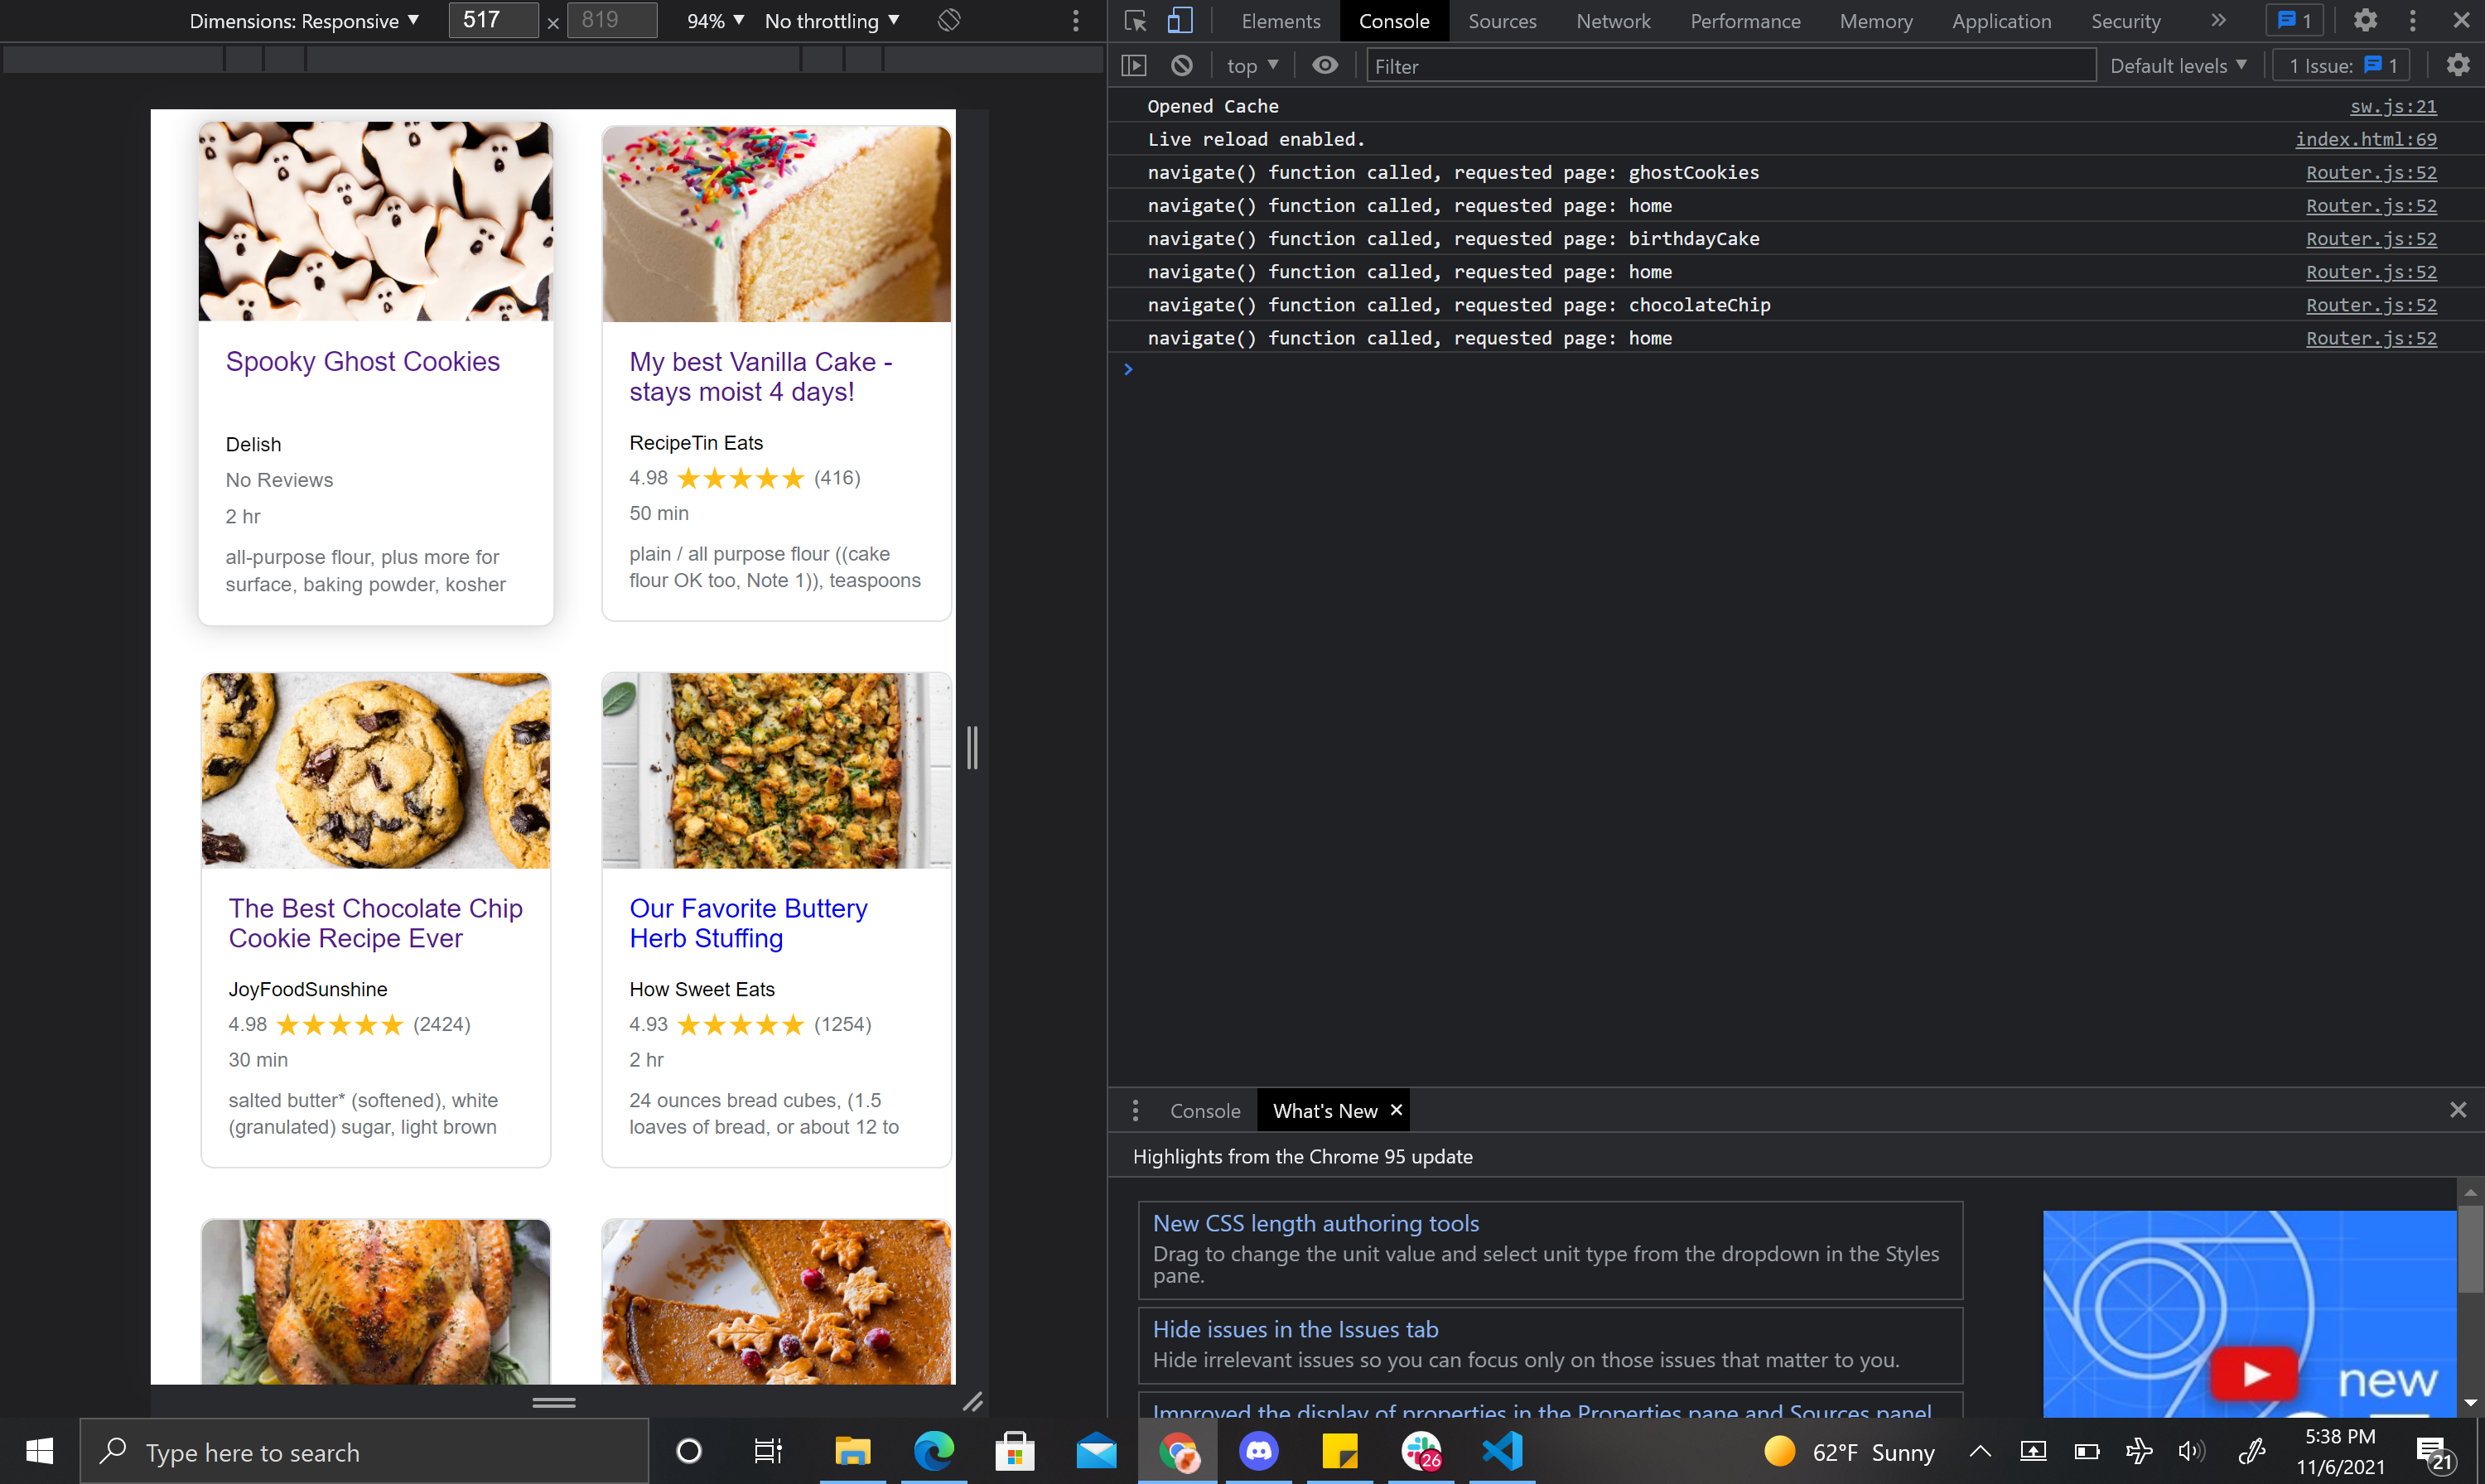 Dimensions: Responsive 517 × 819 94% No throttling
Elements Console Sources Network Performance Memory Application Security 1
top Filter Default levels 1 Issue: 1
Opened Cache sw.js:21
Live reload enabled. index.html:69
navigate() function called, requested page: ghostCookies Router.js:52
navigate() function called, requested page: home Router.js:52
navigate() function called, requested page: birthdayCake Router.js:52
navigate() function called, requested page: home Router.js:52
navigate() function called, requested page: chocolateChip Router.js:52
navigate() function called, requested page: home Router.js:52
Spooky Ghost Cookies
Delish
No Reviews
2 hr
all-purpose flour, plus more for
surface, baking powder, kosher
My best Vanilla Cake -
stays moist 4 days!
RecipeTin Eats
4.98 (416)
50 min
plain / all purpose flour ((cake
flour OK too, Note 1)), teaspoons
The Best Chocolate Chip
Cookie Recipe Ever
JoyFoodSunshine
4.98 (2424)
30 min
salted butter* (softened), white
(granulated) sugar, light brown
Our Favorite Buttery
Herb Stuffing
How Sweet Eats
4.93 (1254)
2 hr
24 ounces bread cubes, (1.5
loaves of bread, or about 12 to
Console What's New
Highlights from the Chrome 95 update
New CSS length authoring tools
Drag to change the unit value and select unit type from the dropdown in the Styles
pane.
Hide issues in the Issues tab
Hide irrelevant issues so you can focus only on those issues that matter to you.
Improved the display of properties in the Properties pane and Sources panel
new
Type here to search
26
62°F Sunny
5:38 PM
11/6/2021
21